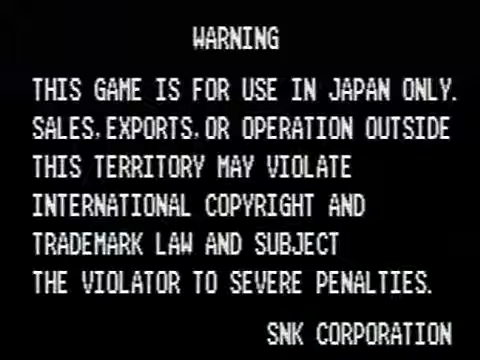 WARNING
THIS GAME IS FOR USE IN JAPAN ONLY.
SALES, EXPORTS, OR OPERATION OUTSIDE
THIS TERRITORY MAY VIOLATE
INTERNATIONAL COPYRIGHT AND
TRADEMARK LAW AND SUBJECT
THE VIOLATOR TO SEVERE PENALTIES.
SNK CORPORATION